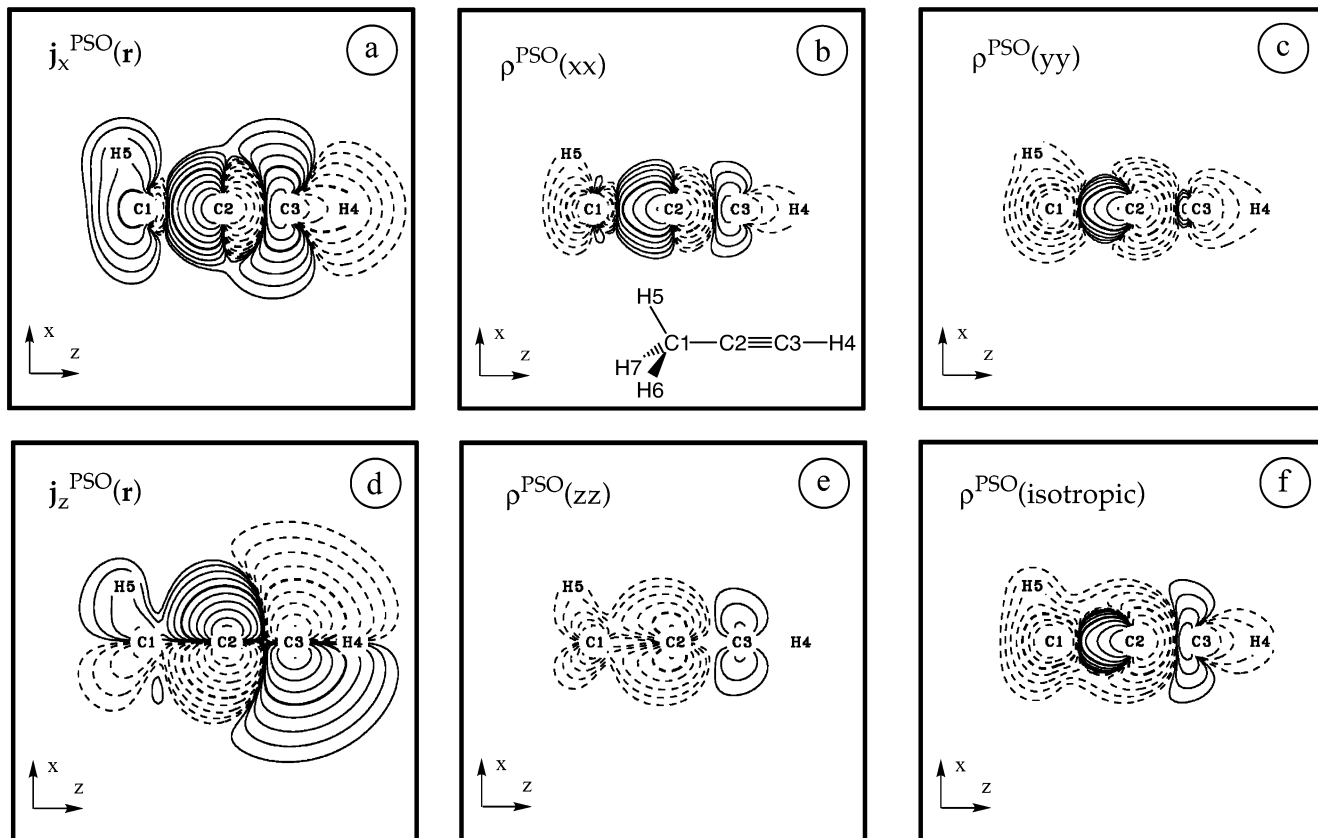 j_x^PSO(r) a
H5
C1 C2 C3 H4
x
z
ρ^PSO(xx) b
H5
C1 C2 C3 H4
H5
C1 C2 C3 H4
H7
H6
x
z
ρ^PSO(yy) c
H5
C1 C2 C3 H4
x
z
j_z^PSO(r) d
H5
C1 C2 C3 H4
x
z
ρ^PSO(zz) e
H5
C1 C2 C3 H4
x
z
ρ^PSO(isotropic) f
H5
C1 C2 C3 H4
x
z